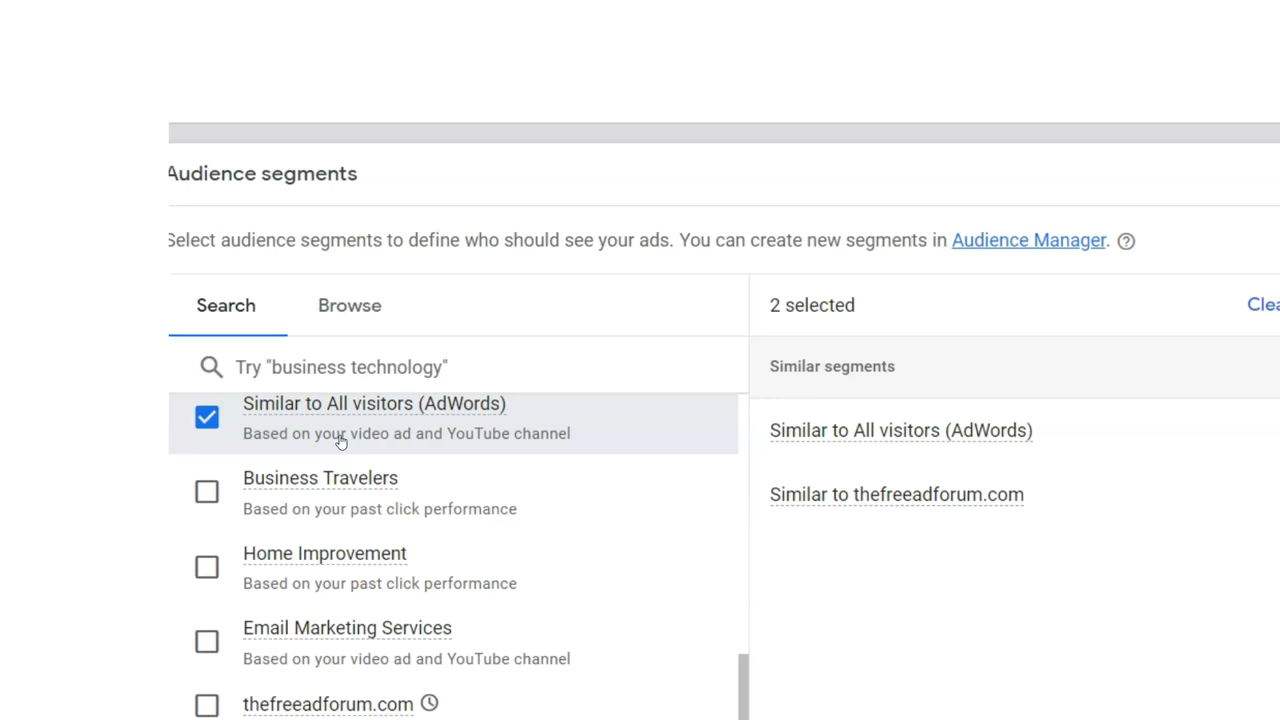 Audience segments
Select audience segments to define who should see your ads. You can create new segments in Audience Manager. ?
Search Browse
2 selected
Try "business technology"
Similar segments
Similar to All visitors (AdWords)
Based on your video ad and YouTube channel
Similar to All visitors (AdWords)
Business Travelers
Based on your past click performance
Similar to thefreeadforum.com
Home Improvement
Based on your past click performance
Email Marketing Services
Based on your video ad and YouTube channel
thefreeadforum.com